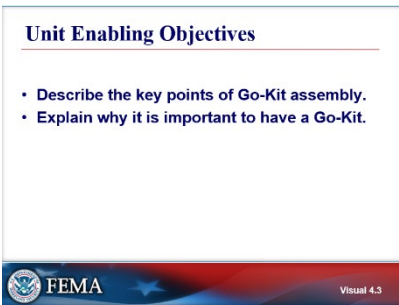 Unit Enabling Objectives
• Describe the key points of Go-Kit assembly.
• Explain why it is important to have a Go-Kit.
FEMA
Visual 4.3